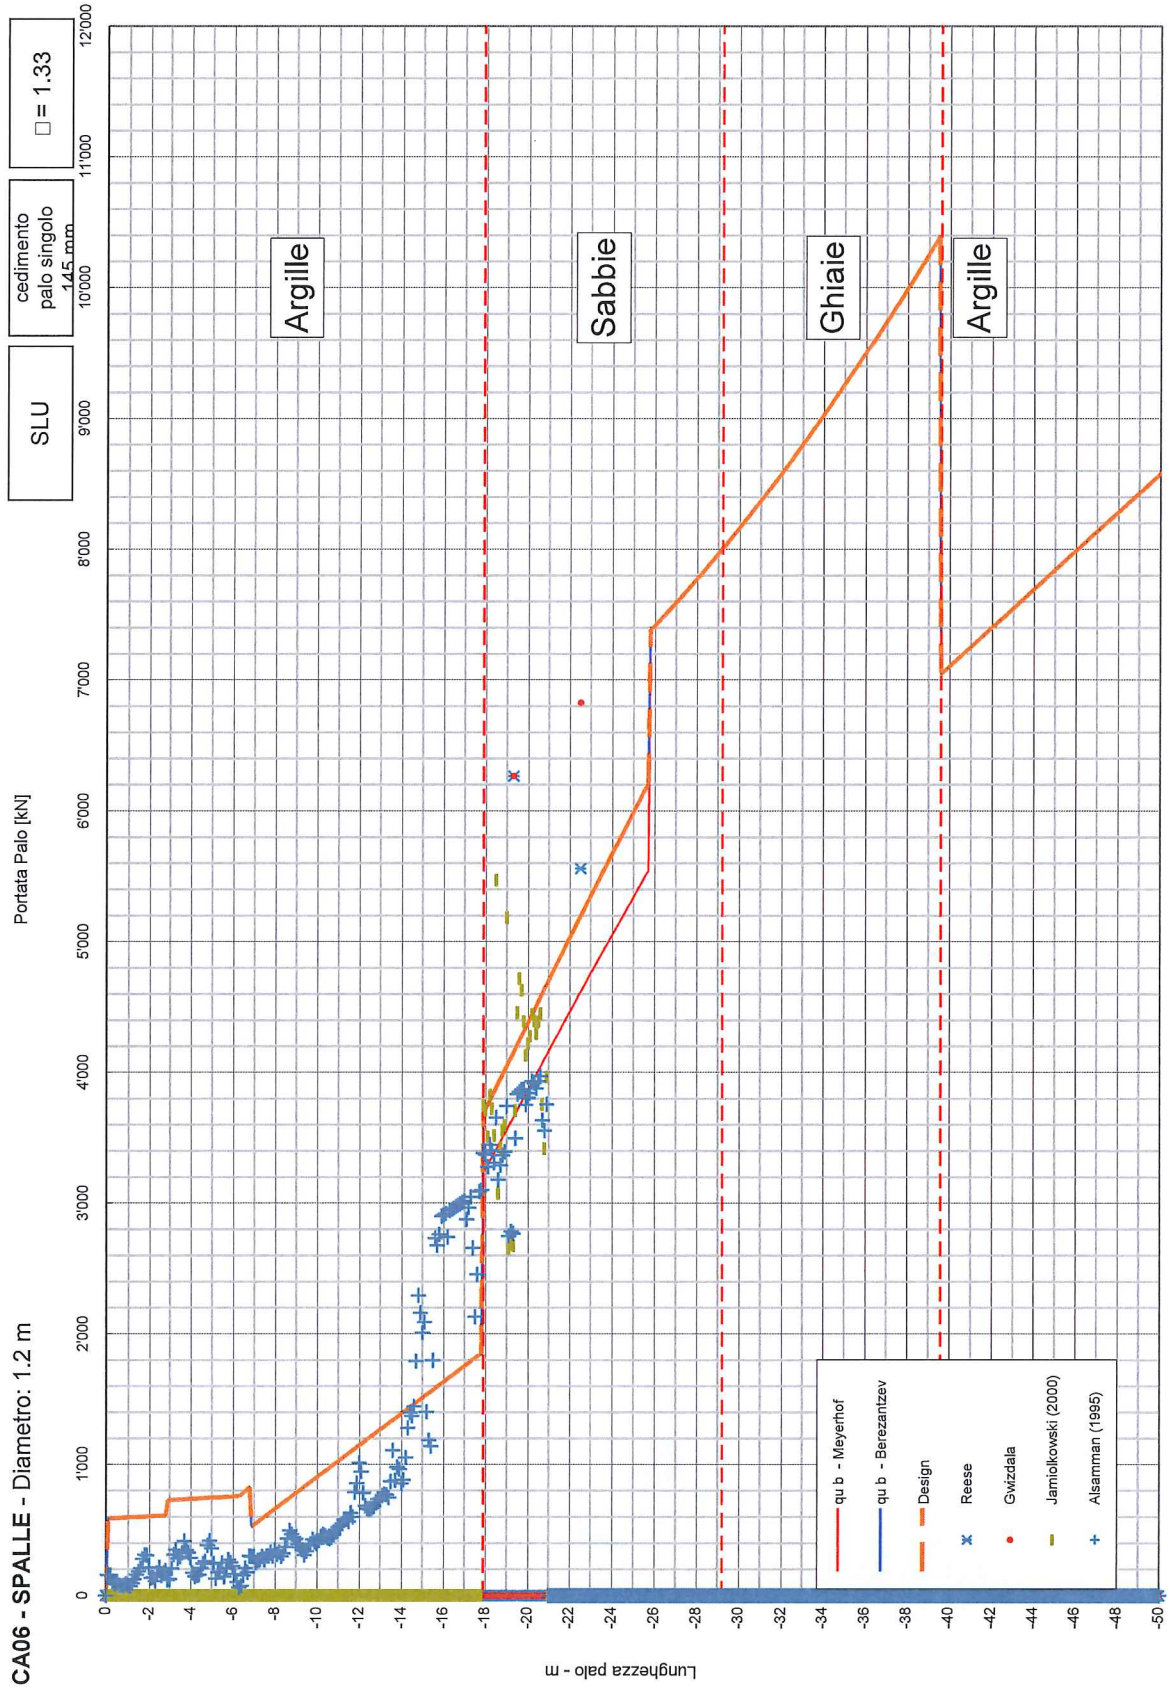 CA06 - SPALLE - Diametro: 1.2 m
Portata Palo [kN]
SLU
cedimento
palo singolo
145 mm
□ = 1.33
0
1'000
2'000
3'000
4'000
5'000
6'000
7'000
8'000
9'000
10'000
11'000
12'000
0
-2
-4
-6
-8
-10
-12
-14
-16
-18
-20
-22
-24
-26
-28
-30
-32
-34
-36
-38
-40
-42
-44
-46
-48
-50
Lunghezza palo - m
Argille
Sabbie
Ghiaie
Argille
qu b - Meyerhof
qu b - Berezantzev
Design
Reese
Gwizdala
Jamiolkowski (2000)
Alsamman (1995)